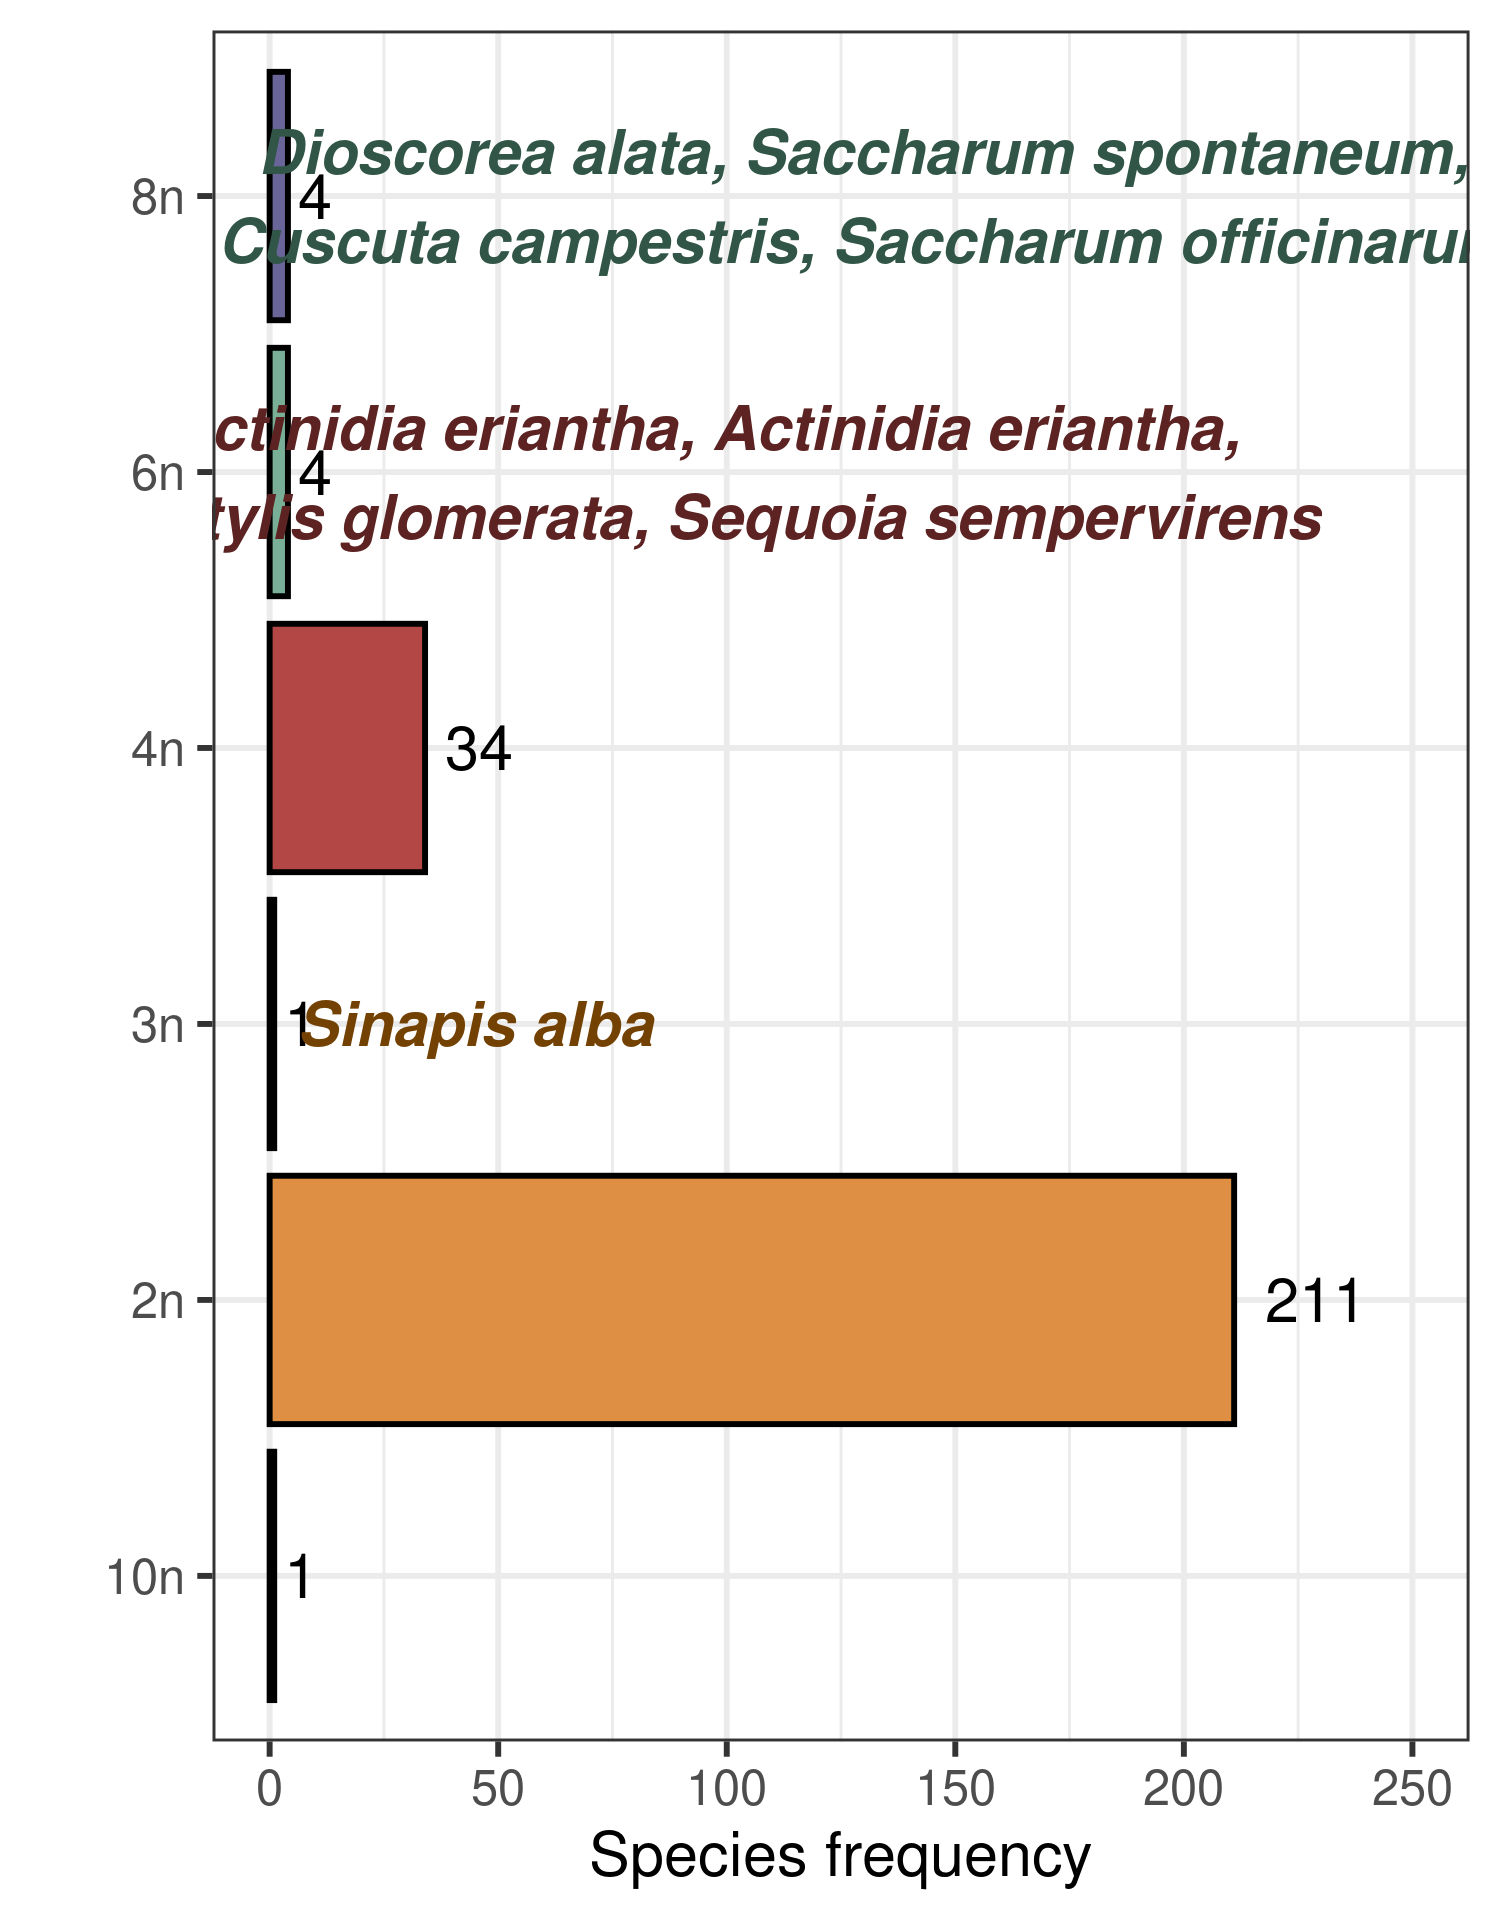 Dioscorea alata, Saccharum spontaneum,
8n
4
Cuscuta campestris, Saccharum
ctinidia eriantha, Actinidia eriantha,
6n
4
tylis glomerata, Sequoia sempervirens
4n
34
3n
1
Sinapis alba
2n
211
10n
1
0 50 100 150 200 250
Species frequency